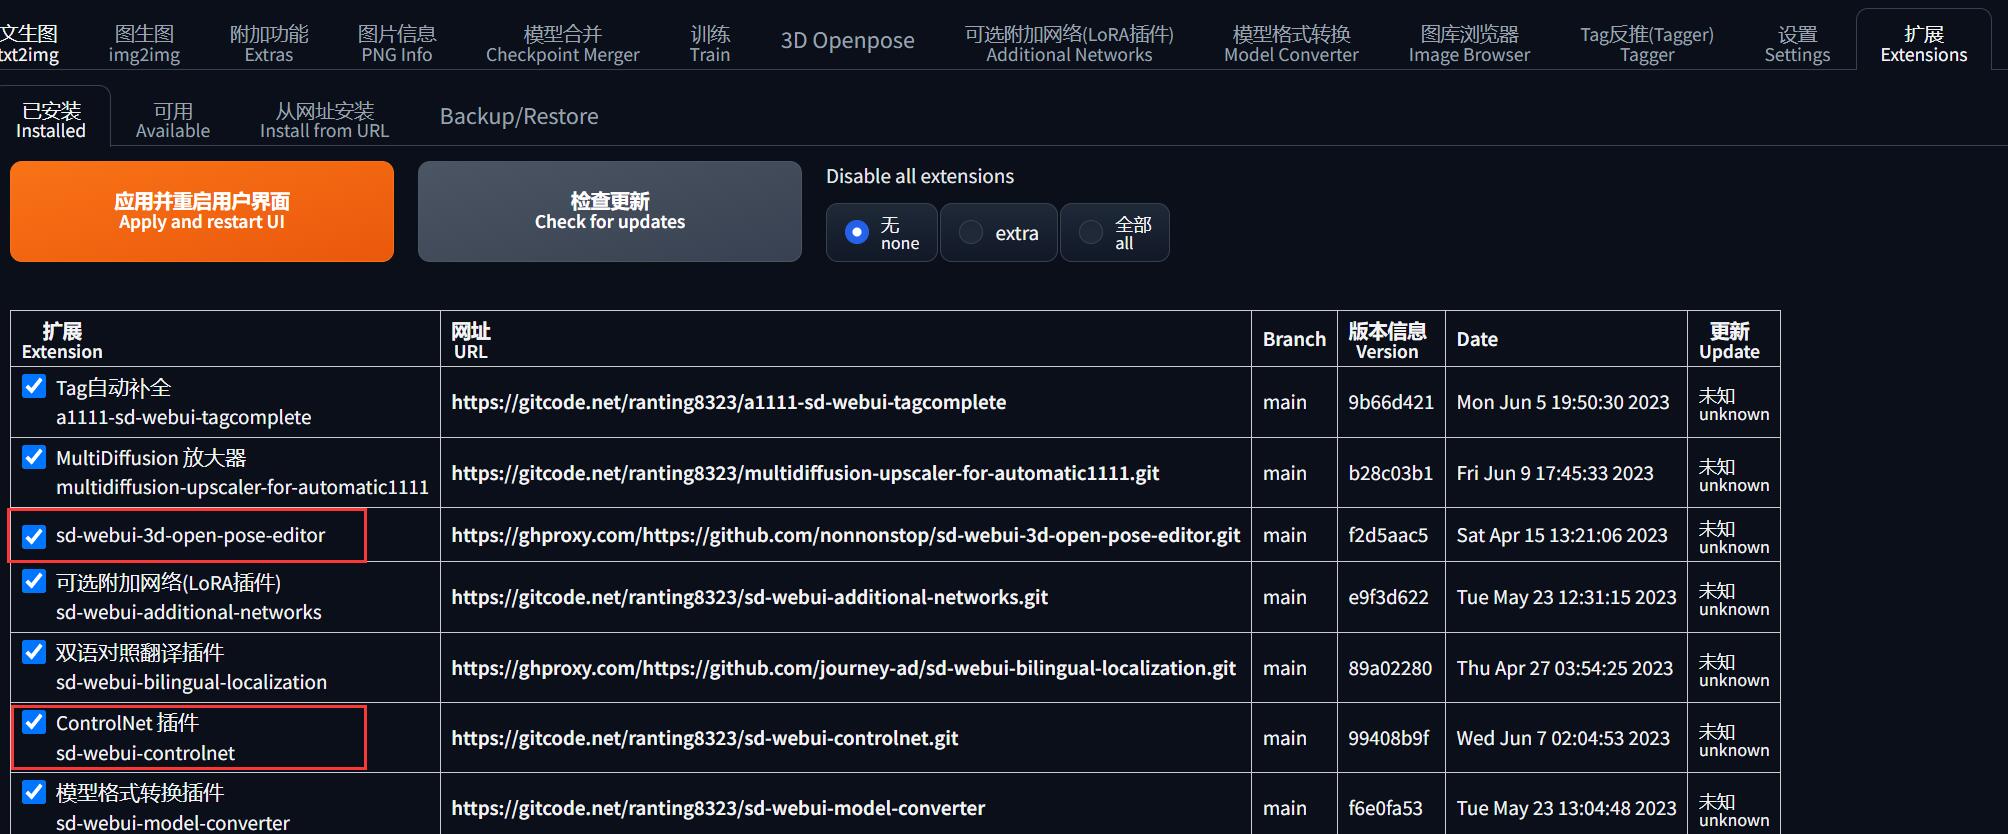 文生图
txt2img
图生图
img2img
附加功能
Extras
图片信息
PNG Info
模型合并
Checkpoint Merger
训练
Train
3D Openpose
可选附加网络(LoRA插件)
Additional Networks
模型格式转换
Model Converter
图库浏览器
Image Browser
Tag反推(Tagger)
Tagger
设置
Settings
扩展
Extensions
已安装
Installed
可用
Available
从网址安装
Install from URL
Backup/Restore
应用并重启用户界面
Apply and restart UI
检查更新
Check for updates
Disable all extensions
无
none
extra
全部
all
扩展
Extension
网址
URL
Branch
版本信息
Version
Date
更新
Update
Tag自动补全
a1111-sd-webui-tagcomplete
https://gitcode.net/ranting8323/a1111-sd-webui-tagcomplete
main
9b66d421
Mon Jun 5 19:50:30 2023
未知
unknown
MultiDiffusion 放大器
multidiffusion-upscaler-for-automatic1111
https://gitcode.net/ranting8323/multidiffusion-upscaler-for-automatic1111.git
main
b28c03b1
Fri Jun 9 17:45:33 2023
未知
unknown
sd-webui-3d-open-pose-editor
https://ghproxy.com/https://github.com/nonnonstop/sd-webui-3d-open-pose-editor.git
main
f2d5aac5
Sat Apr 15 13:21:06 2023
未知
unknown
可选附加网络(LoRA插件)
sd-webui-additional-networks
https://gitcode.net/ranting8323/sd-webui-additional-networks.git
main
e9f3d622
Tue May 23 12:31:15 2023
未知
unknown
双语对照翻译插件
sd-webui-bilingual-localization
https://ghproxy.com/https://github.com/journey-ad/sd-webui-bilingual-localization.git
main
89a02280
Thu Apr 27 03:54:25 2023
未知
unknown
ControlNet 插件
sd-webui-controlnet
https://gitcode.net/ranting8323/sd-webui-controlnet.git
main
99408b9f
Wed Jun 7 02:04:53 2023
未知
unknown
模型格式转换插件
sd-webui-model-converter
https://gitcode.net/ranting8323/sd-webui-model-converter
main
f6e0fa53
Tue May 23 13:04:48 2023
未知
unknown